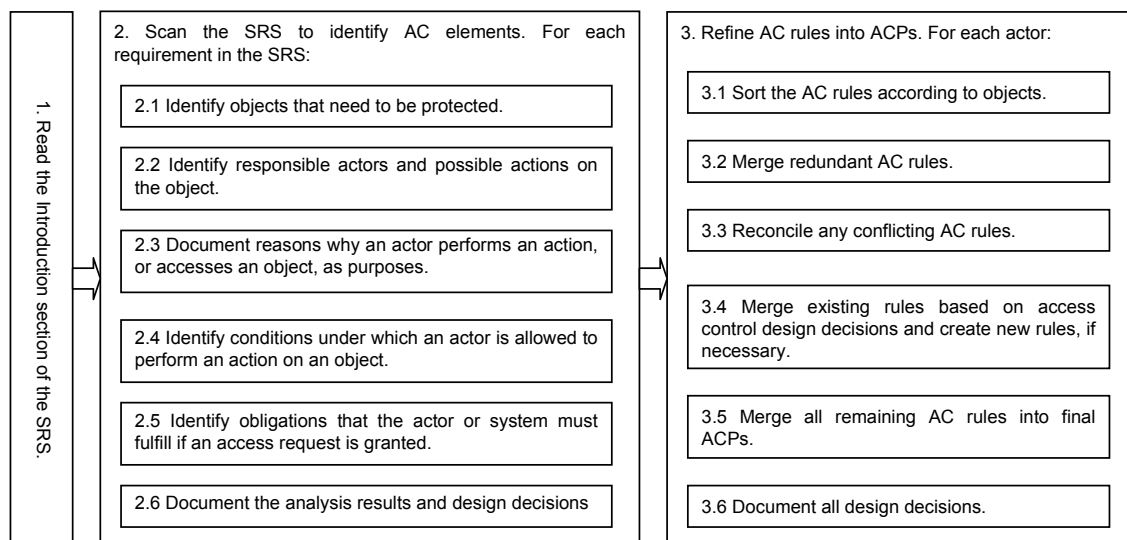 1. Read the Introduction section of the SRS.
2. Scan the SRS to identify AC elements. For each
requirement in the SRS:
2.1 Identify objects that need to be protected.
2.2 Identify responsible actors and possible actions on
the object.
2.3 Document reasons why an actor performs an action,
or accesses an object, as purposes.
2.4 Identify conditions under which an actor is allowed to
perform an action on an object.
2.5 Identify obligations that the actor or system must
fulfill if an access request is granted.
2.6 Document the analysis results and design decisions
3. Refine AC rules into ACPs. For each actor:
3.1 Sort the AC rules according to objects.
3.2 Merge redundant AC rules.
3.3 Reconcile any conflicting AC rules.
3.4 Merge existing rules based on access
control design decisions and create new rules, if
necessary.
3.5 Merge all remaining AC rules into final
ACPs.
3.6 Document all design decisions.